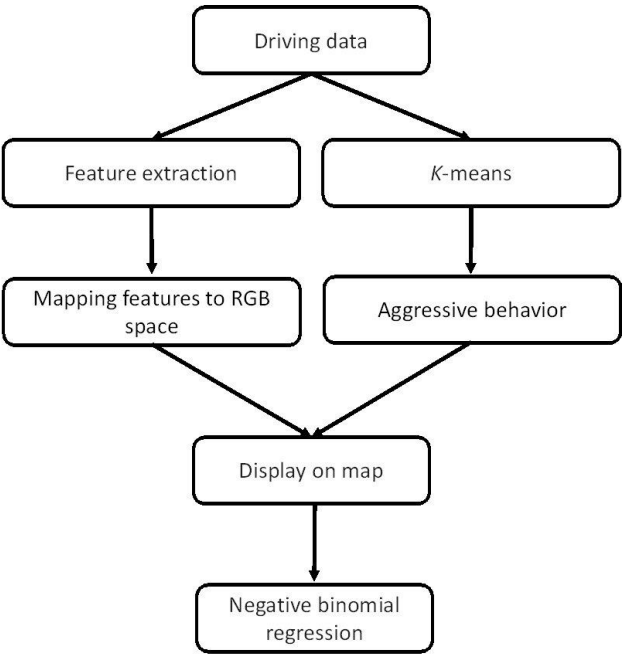 Driving data
Feature extraction
K-means
Mapping features to RGB
space
Aggressive behavior
Display on map
Negative binomial
regression